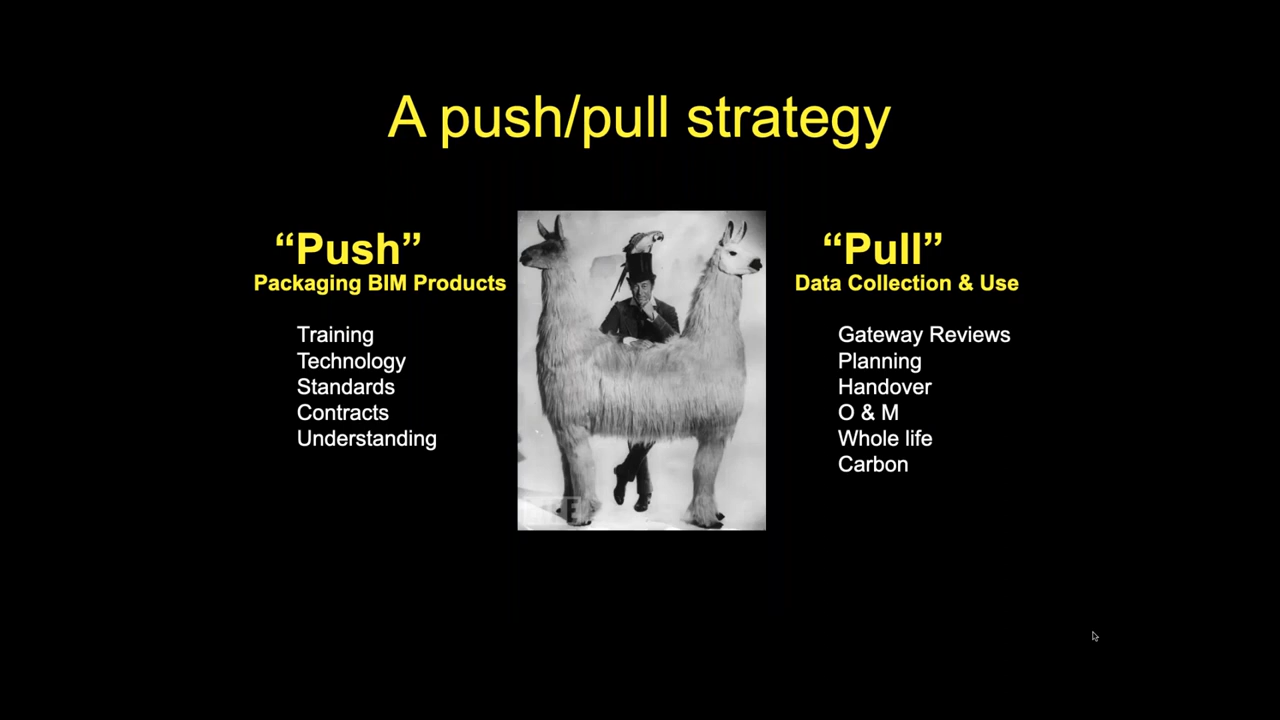 A push/pull strategy
“Push”
Packaging BIM Products
Training
Technology
Standards
Contracts
Understanding
“Pull”
Data Collection & Use
Gateway Reviews
Planning
Handover
O & M
Whole life
Carbon